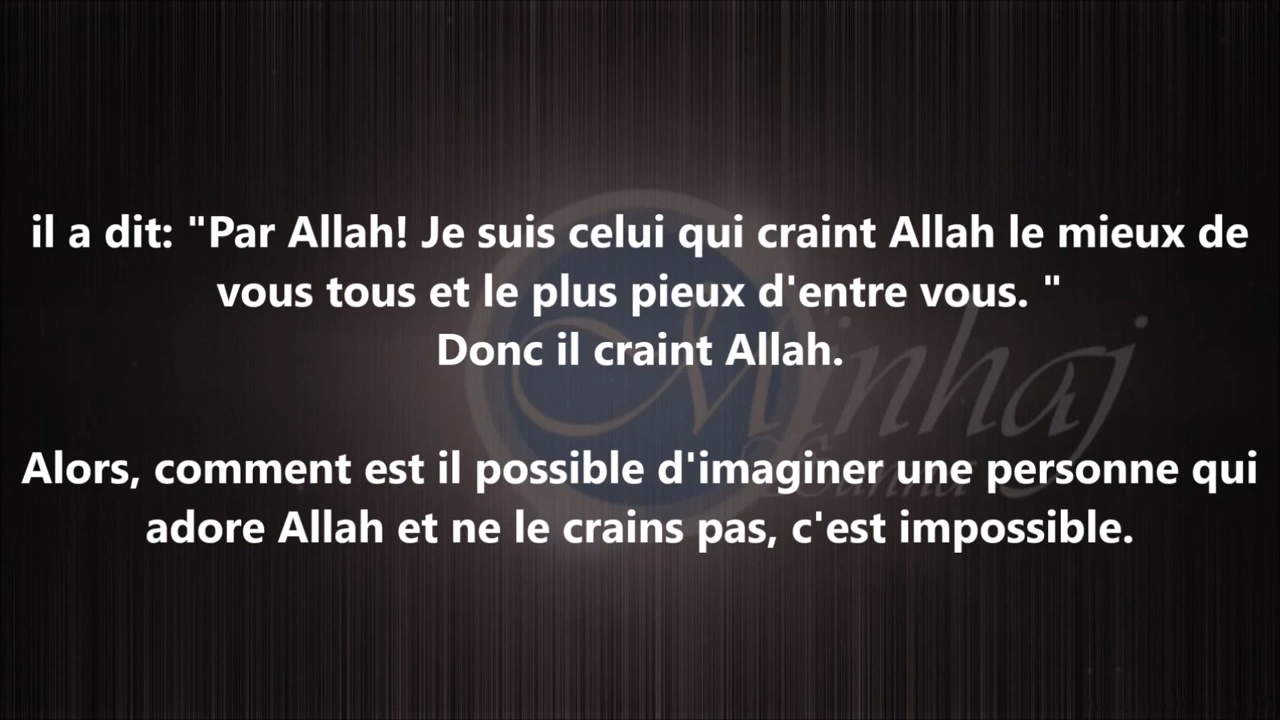 il a dit: "Par Allah! Je suis celui qui craint Allah le mieux de
vous tous et le plus pieux d'entre vous. "
Donc il craint Allah.
Alors, comment est il possible d'imaginer une personne qui
adore Allah et ne le crains pas, c'est impossible.
Minhaj
Sunna